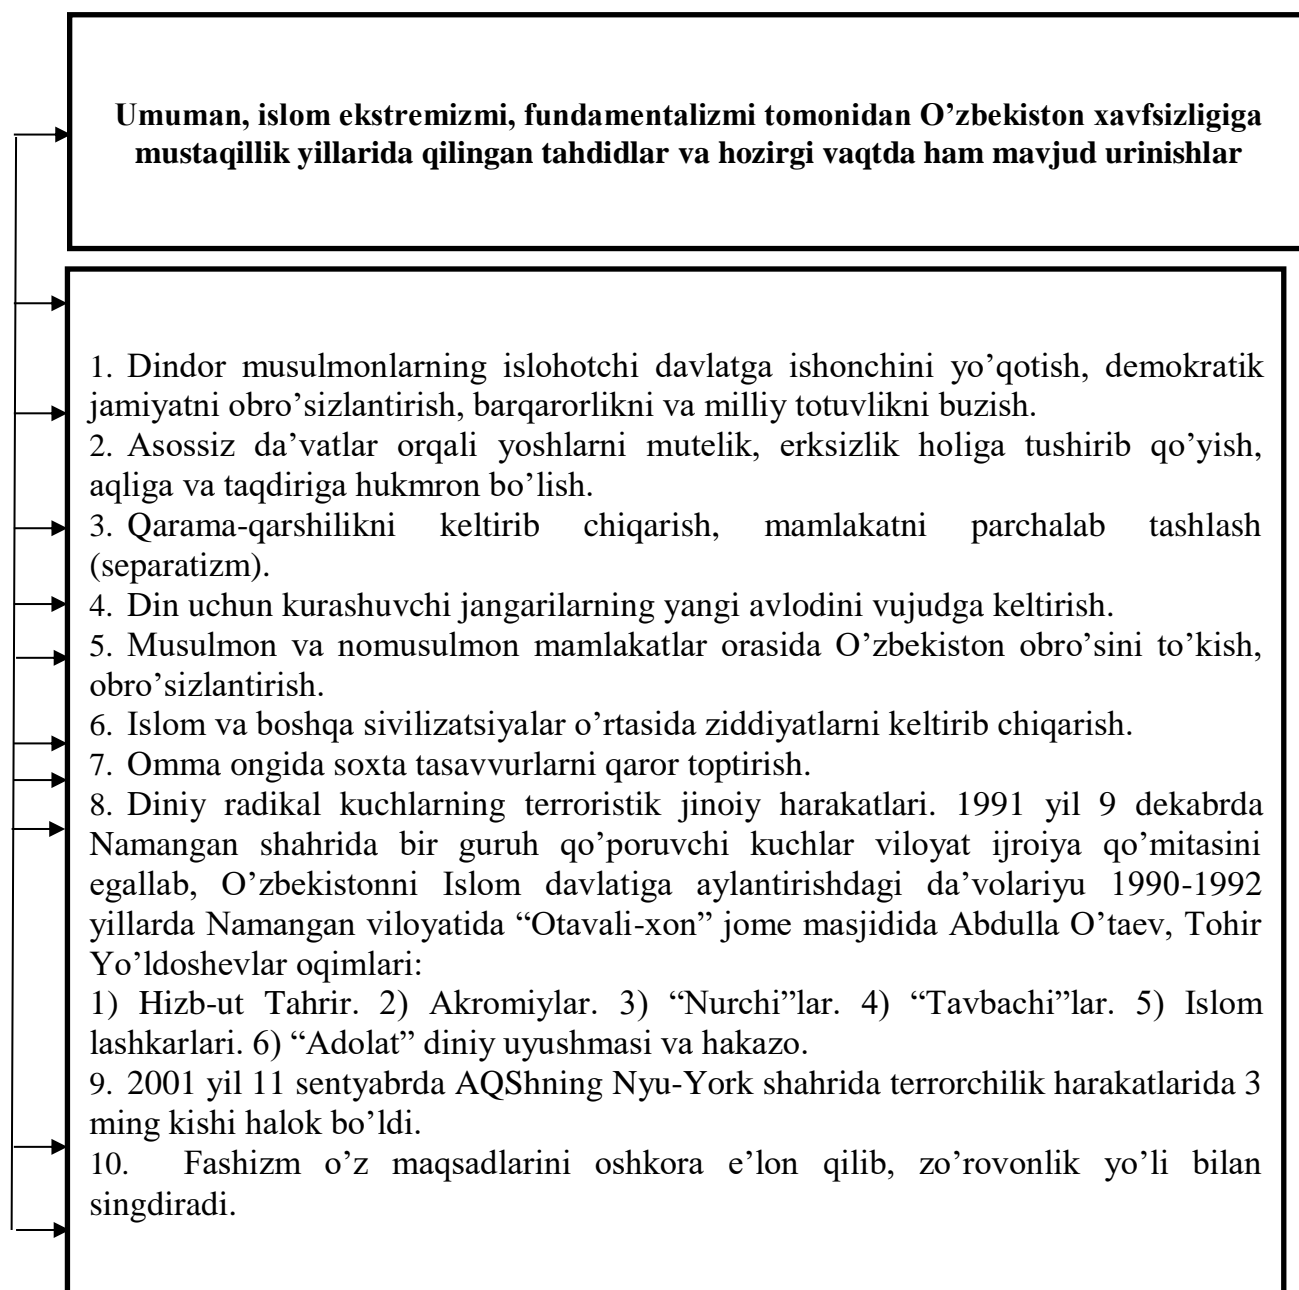 Umuman, islom ekstremizmi, fundamentalizmi tomonidan O’zbekiston xavfsizligiga
mustaqillik yillarida qilingan tahdidlar va hozirgi vaqtda ham mavjud urinishlar
1. Dindor musulmonlarning islohotchi davlatga ishonchini yo’qotish, demokratik
jamiyatni obro’sizlantirish, barqarorlikni va milliy totuvlikni buzish.
2. Asossiz da’vatlar orqali yoshlarni mutelik, erksizlik holiga tushirib qo’yish,
aqliga va taqdiriga hukmron bo’lish.
3. Qarama-qarshilikni keltirib chiqarish, mamlakatni parchalab tashlash
(separatizm).
4. Din uchun kurashuvchi jangarilarning yangi avlodini vujudga keltirish.
5. Musulmon va nomusulmon mamlakatlar orasida O’zbekiston obro’sini to’kish,
obro’sizlantirish.
6. Islom va boshqa sivilizatsiyalar o’rtasida ziddiyatlarni keltirib chiqarish.
7. Omma ongida soxta tasavvurlarni qaror toptirish.
8. Diniy radikal kuchlarning terroristik jinoiy harakatlari. 1991 yil 9 dekabrda
Namangan shahrida bir guruh qo’poruvchi kuchlar viloyat ijroiya qo’mitasini
egallab, O’zbekistonni Islom davlatiga aylantirishdagi da’volariyu 1990-1992
yillarda Namangan viloyatida “Otavali-xon” jome masjidida Abdulla O’taev, Tohir
Yo’ldoshevlar oqimlari:
1) Hizb-ut Tahrir. 2) Akromiylar. 3) “Nurchi”lar. 4) “Tavbachi”lar. 5) Islom
lashkarlari. 6) “Adolat” diniy uyushmasi va hakazo.
9. 2001 yil 11 sentyabrda AQShning Nyu-York shahrida terrorchilik harakatlarida 3
ming kishi halok bo’ldi.
10. Fashizm o’z maqsadlarini oshkora e’lon qilib, zo’rovonlik yo’li bilan
singdiradi.